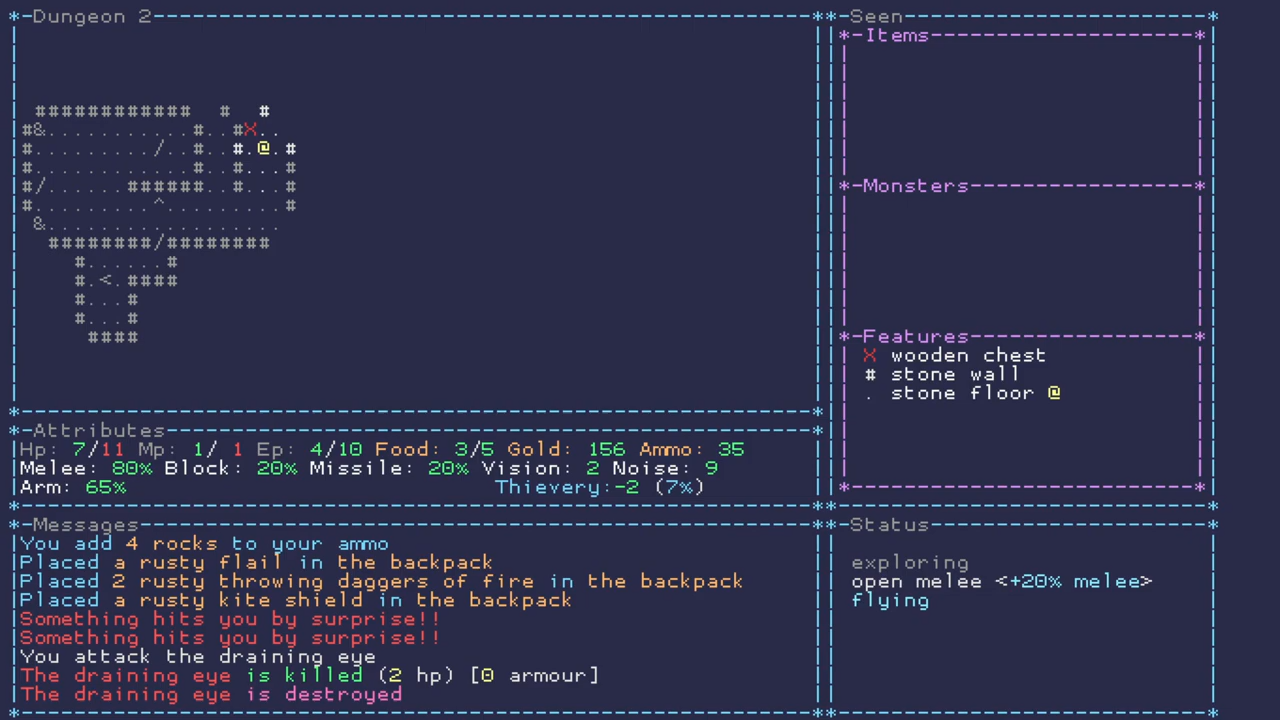 Dungeon 2
############  #  #
#&...........#..#X..
#........./..#..#.@.#
#............#..#...#
#/......######..#...#
#.........^.........#
&..................
########/########
#......#
#.<.####
#...#
#...#
####
Attributes
Hp: 7/11 Mp: 1/ 1 Ep: 4/10 Food: 3/5 Gold: 156 Ammo: 35
Melee: 80% Block: 20% Missile: 20% Vision: 2 Noise: 9
Arm: 65% Thievery:-2 (7%)
Messages
You add 4 rocks to your ammo
Placed a rusty flail in the backpack
Placed 2 rusty throwing daggers of fire in the backpack
Placed a rusty kite shield in the backpack
Something hits you by surprise!!
Something hits you by surprise!!
You attack the draining eye
The draining eye is killed (2 hp) [0 armour]
The draining eye is destroyed
Seen
Items
Monsters
Features
X wooden chest
# stone wall
. stone floor @
Status
exploring
open melee <+20% melee>
flying